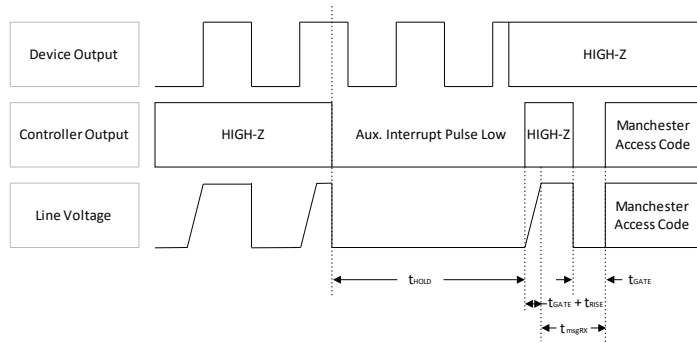 Device Output
HIGH-Z
Controller Output
HIGH-Z
Aux. Interrupt Pulse Low
HIGH-Z
Manchester
Access Code
Line Voltage
Manchester
Access Code
tHOLD
tGATE
tGATE + tRISE
tmsgRX